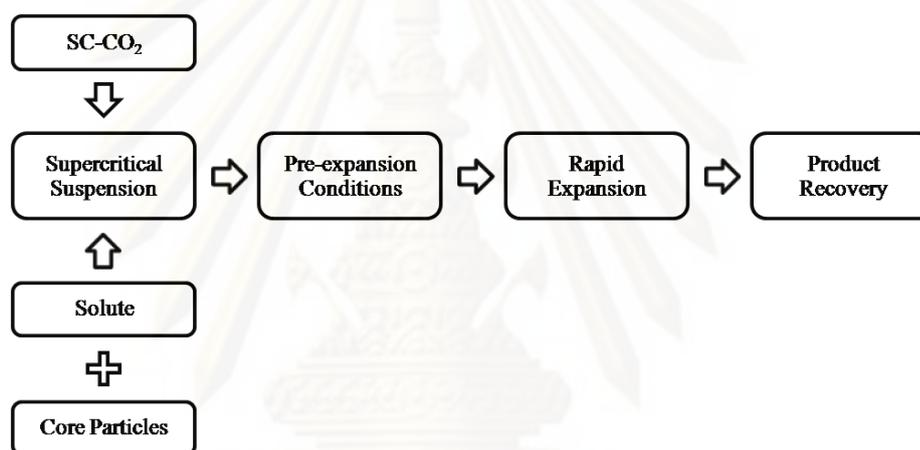 SC-CO₂
Supercritical
Suspension
Pre-expansion
Conditions
Rapid
Expansion
Product
Recovery
Solute
Core Particles